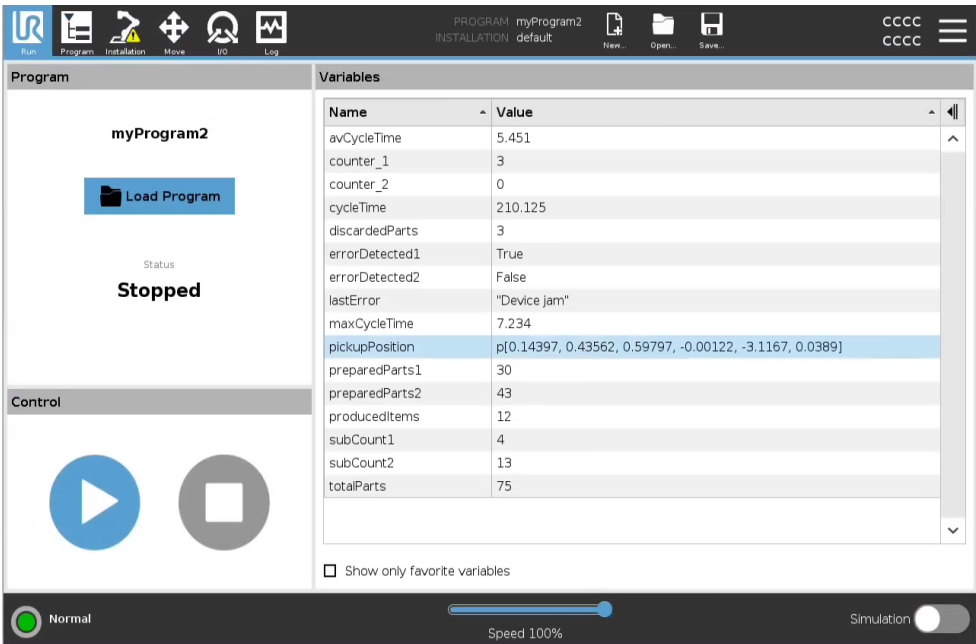 PROGRAM myProgram2
INSTALLATION default
CCCC
CCCC
UR
Run Program Installation Move I/O Log New... Open... Save...
Program
myProgram2
Load Program
Status
Stopped
Control
Variables
Name Value
avCycleTime 5.451
counter_1 3
counter_2 0
cycleTime 210.125
discardedParts 3
errorDetected1 True
errorDetected2 False
lastError "Device jam"
maxCycleTime 7.234
pickupPosition p[0.14397, 0.43562, 0.59797, -0.00122, -3.1167, 0.0389]
preparedParts1 30
preparedParts2 43
producedItems 12
subCount1 4
subCount2 13
totalParts 75
Show only favorite variables
Normal
Speed 100%
Simulation